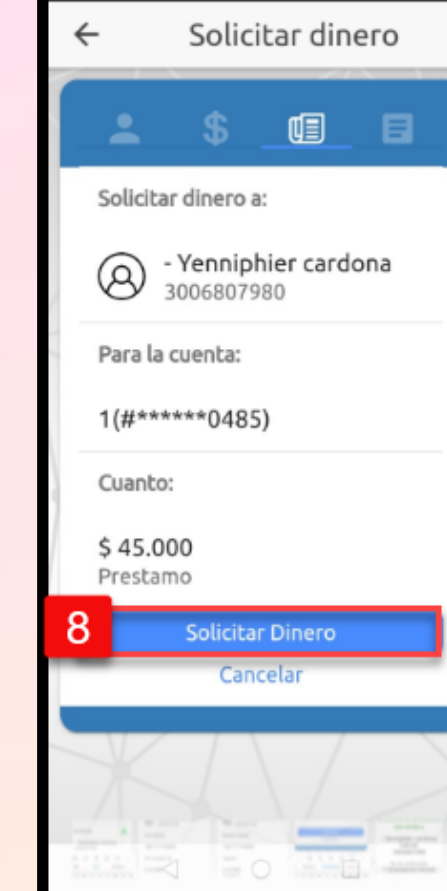 Solicitar dinero
$
Solicitar dinero a:
- Yenniphier cardona
3006807980
Para la cuenta:
1(#******0485)
Cuanto:
$ 45.000
Prestamo
8
Solicitar Dinero
Cancelar